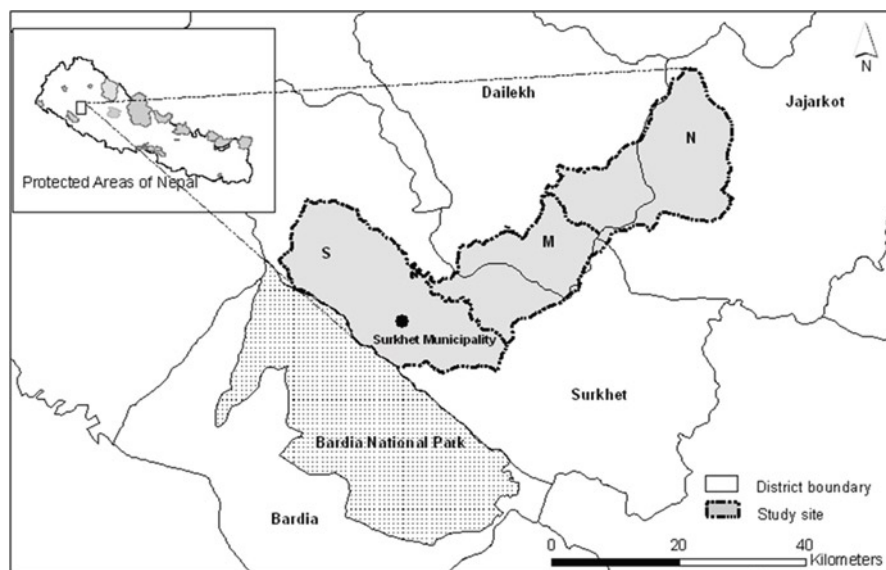 N
Dailekh
Jajarkot
N
Protected Areas of Nepal
S
M
Surkhet Municipality
Surkhet
Bardia National Park
Bardia
District boundary
Study site
0 20 40
Kilometers